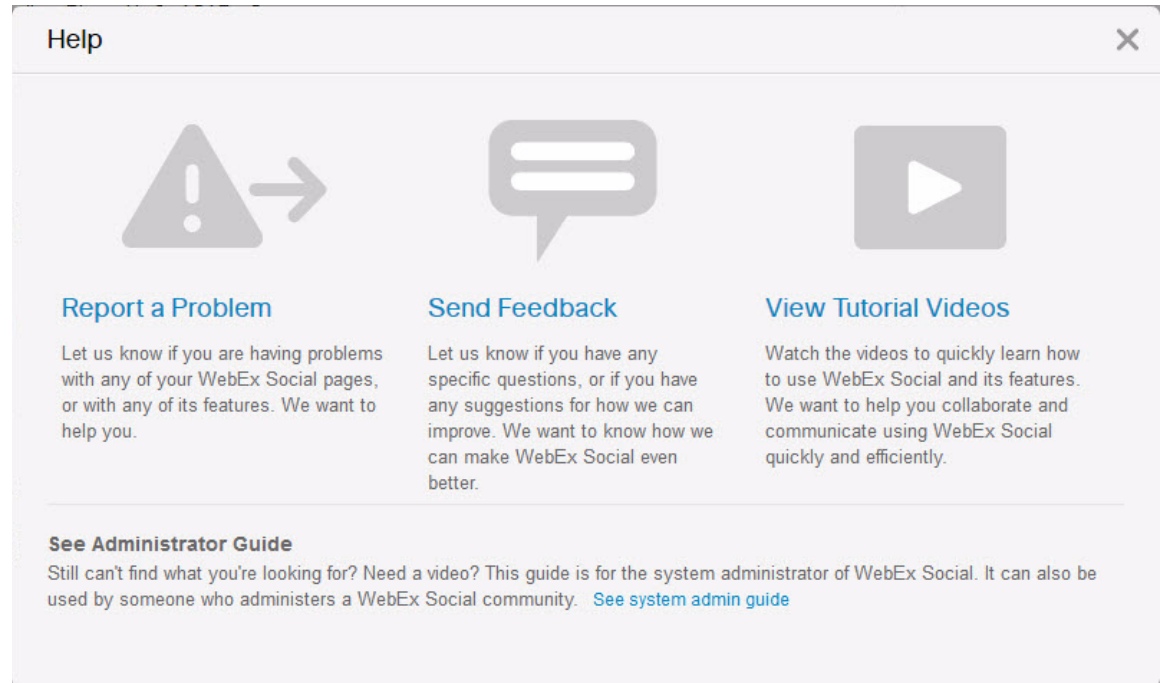 Help
Report a Problem
Let us know if you are having problems
with any of your WebEx Social pages,
or with any of its features. We want to
help you.
Send Feedback
Let us know if you have any
specific questions, or if you have
any suggestions for how we can
improve. We want to know how we
can make WebEx Social even
better.
View Tutorial Videos
Watch the videos to quickly learn how
to use WebEx Social and its features.
We want to help you collaborate and
communicate using WebEx Social
quickly and efficiently.
See Administrator Guide
Still can't find what you're looking for? Need a video? This guide is for the system administrator of WebEx Social. It can also be
used by someone who administers a WebEx Social community. See system admin guide